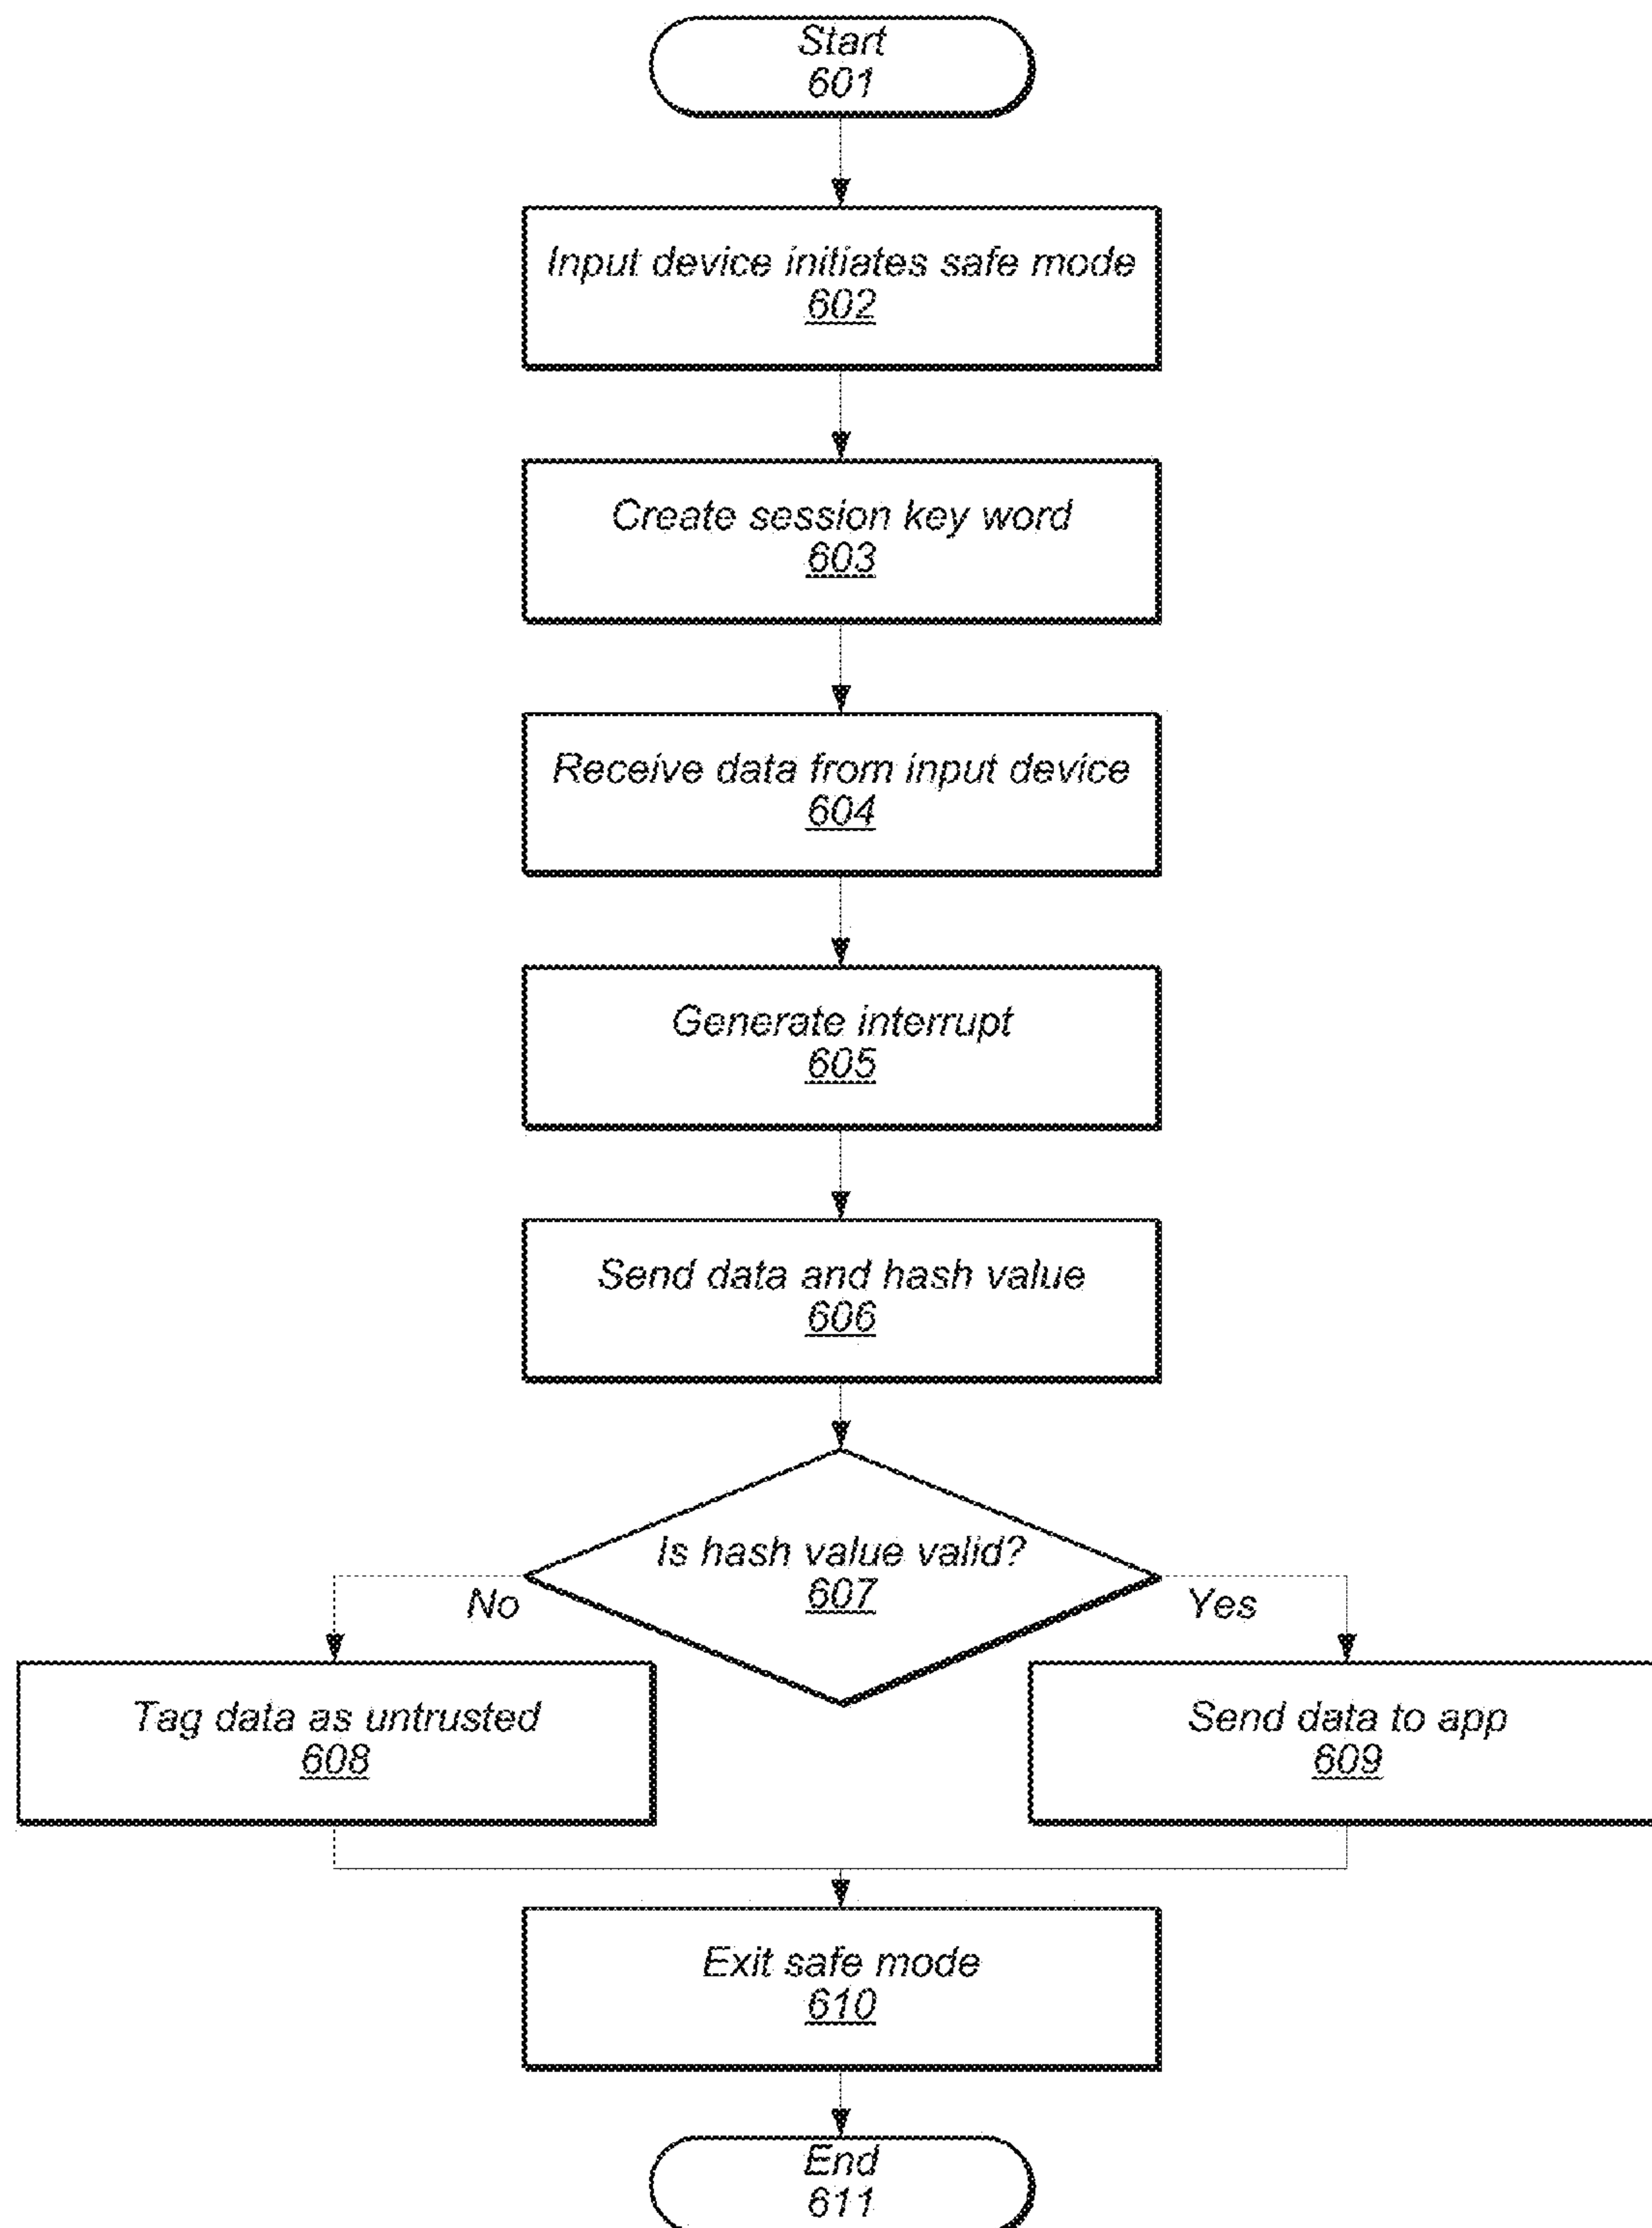 Start
601
Input device initiates safe mode
602
Create session key word
603
Receive data from input device
604
Generate interrupt
605
Send data and hash value
606
Is hash value valid?
607
No
Yes
Tag data as untrusted
608
Send data to app
609
Exit safe mode
610
End
611